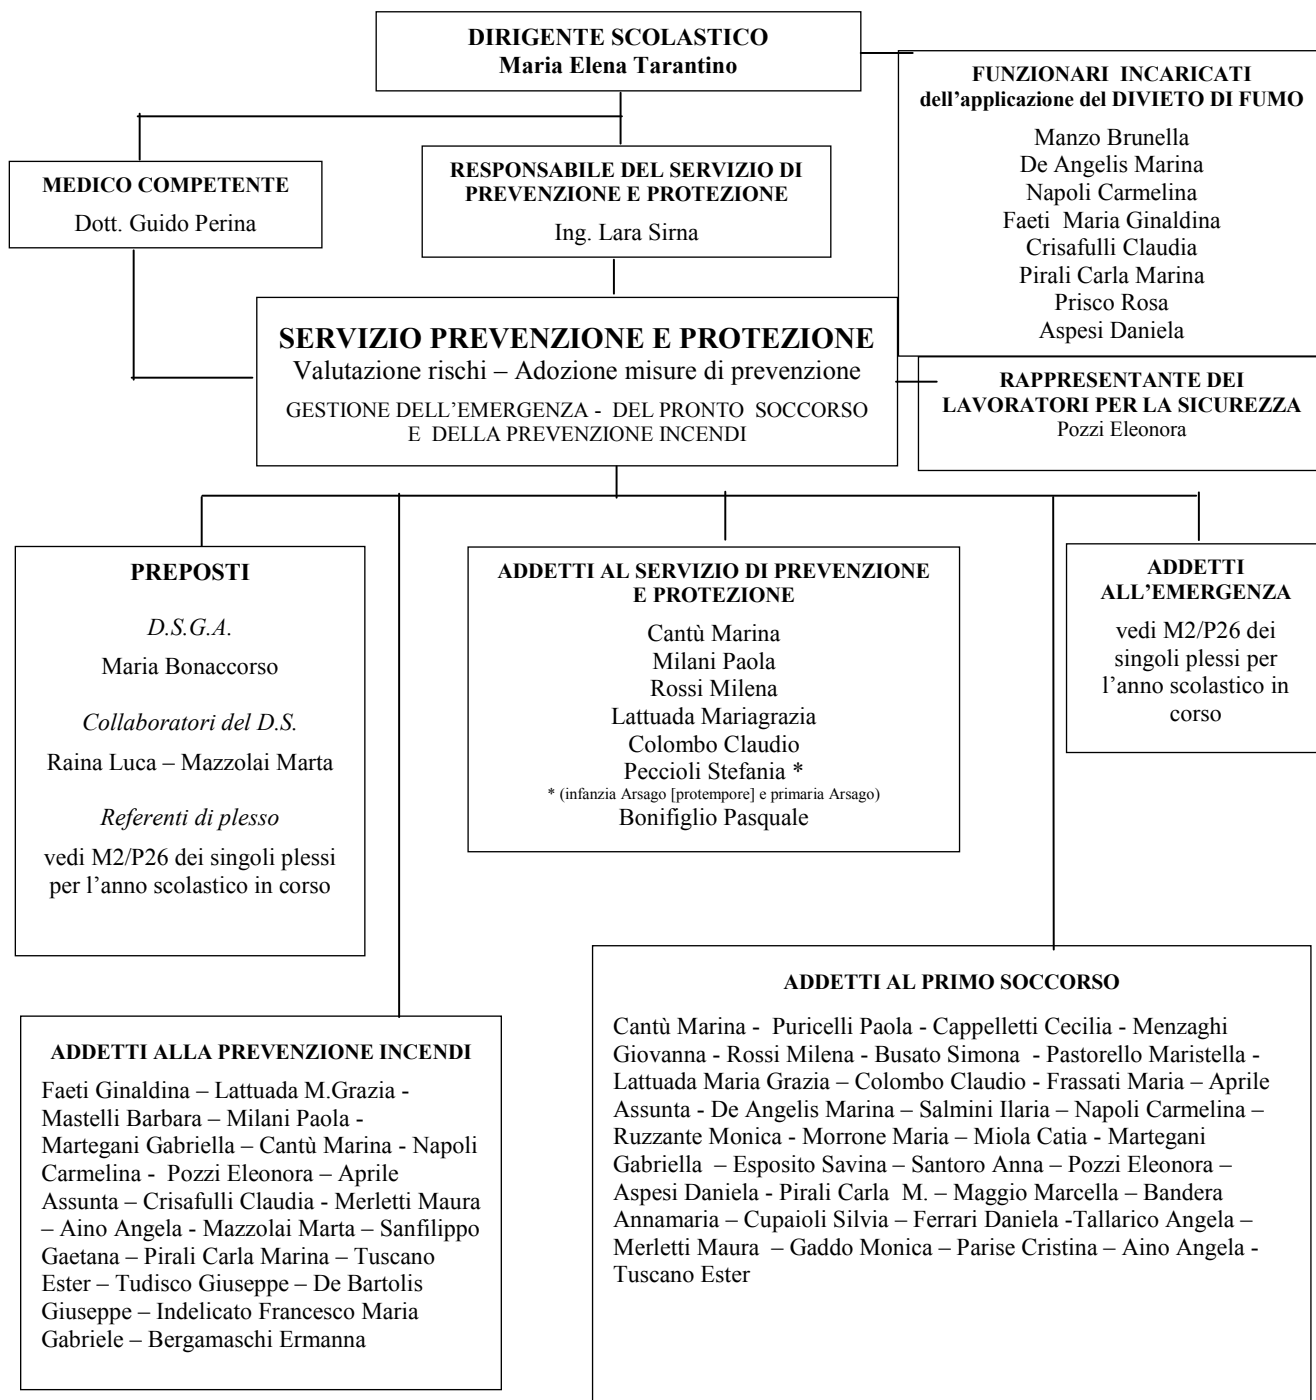 DIRIGENTE SCOLASTICO
Maria Elena Tarantino
FUNZIONARI INCARICATI
dell'applicazione del DIVIETO DI FUMO
Manzo Brunella
De Angelis Marina
Napoli Carmelina
Faeti Maria Ginaldina
Crisafulli Claudia
Pirali Carla Marina
Prisco Rosa
Aspesi Daniela
MEDICO COMPETENTE
Dott. Guido Perina
RESPONSABILE DEL SERVIZIO DI
PREVENZIONE E PROTEZIONE
Ing. Lara Sirna
SERVIZIO PREVENZIONE E PROTEZIONE
Valutazione rischi – Adozione misure di prevenzione
GESTIONE DELL'EMERGENZA - DEL PRONTO SOCCORSO
E DELLA PREVENZIONE INCENDI
RAPPRESENTANTE DEI
LAVORATORI PER LA SICUREZZA
Pozzi Eleonora
PREPOSTI
D.S.G.A.
Maria Bonaccorso
Collaboratori del D.S.
Raina Luca – Mazzolai Marta
Referenti di plesso
vedi M2/P26 dei singoli plessi
per l'anno scolastico in corso
ADDETTI AL SERVIZIO DI PREVENZIONE
E PROTEZIONE
Cantù Marina
Milani Paola
Rossi Milena
Lattuada Mariagrazia
Colombo Claudio
Peccioli Stefania *
* (infanzia Arsago [protempore] e primaria Arsago)
Bonifiglio Pasquale
ADDETTI
ALL'EMERGENZA
vedi M2/P26 dei
singoli plessi per
l'anno scolastico in
corso
ADDETTI ALLA PREVENZIONE INCENDI
Faeti Ginaldina – Lattuada M.Grazia -
Mastelli Barbara – Milani Paola -
Martegani Gabriella – Cantù Marina - Napoli
Carmelina - Pozzi Eleonora – Aprile
Assunta – Crisafulli Claudia - Merletti Maura
– Aino Angela - Mazzolai Marta – Sanfilippo
Gaetana – Pirali Carla Marina – Tuscano
Ester – Tudisco Giuseppe – De Bartolis
Giuseppe – Indelicato Francesco Maria
Gabriele – Bergamaschi Ermanna
ADDETTI AL PRIMO SOCCORSO
Cantù Marina - Puricelli Paola - Cappelletti Cecilia - Menzaghi
Giovanna - Rossi Milena - Busato Simona - Pastorello Maristella -
Lattuada Maria Grazia – Colombo Claudio - Frassati Maria – Aprile
Assunta - De Angelis Marina – Salmini Ilaria – Napoli Carmelina –
Ruzzante Monica - Morrone Maria – Miola Catia - Martegani
Gabriella – Esposito Savina – Santoro Anna – Pozzi Eleonora –
Aspesi Daniela - Pirali Carla M. – Maggio Marcella – Bandera
Annamaria – Cupaioli Silvia – Ferrari Daniela -Tallarico Angela –
Merletti Maura – Gaddo Monica – Parise Cristina – Aino Angela -
Tuscano Ester